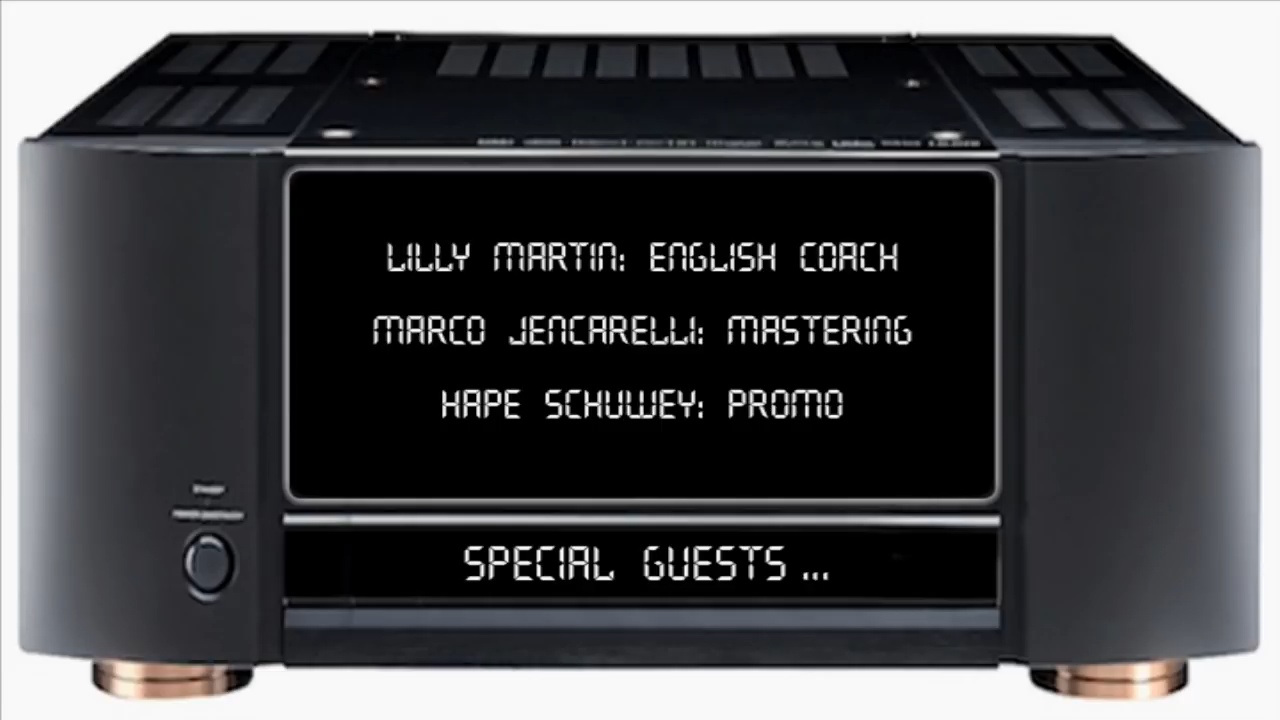 LILLY MARTIN: ENGLISH COACH
MARCO JENCARELLI: MASTERING
HAPE SCHUWEY: PROMO
SPECIAL GUESTS ...